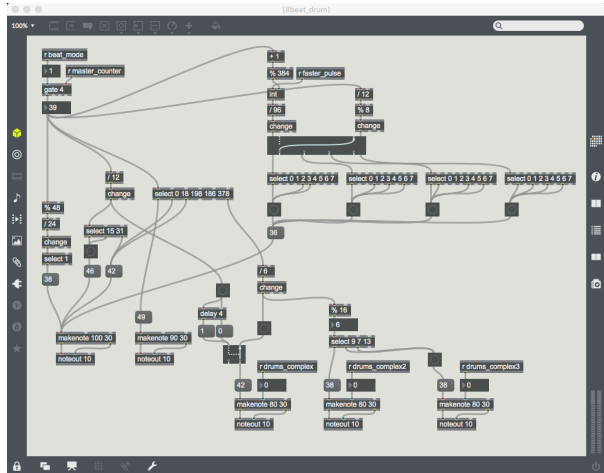 [8beat_drum]
100%
r beat_mode
1
r master_counter
gate 4
39
+ 1
% 384
r faster_pulse
int
/ 12
/ 96
% 8
change
change
/ 12
change
select 0 18 198 186 378
select 0 1 2 3 4 5 6 7
select 0 1 2 3 4 5 6 7
select 0 1 2 3 4 5 6 7
select 0 1 2 3 4 5 6 7
% 48
/ 24
select 15 31
36
change
select 1
38
46
42
/ 6
change
49
delay 4
1
0
% 16
6
makenote 100 30
makenote 90 30
select 9 7 13
noteout 10
noteout 10
r drums_complex
r drums_complex2
r drums_complex3
42
0
38
0
38
0
makenote 80 30
makenote 80 30
makenote 80 30
noteout 10
noteout 10
noteout 10